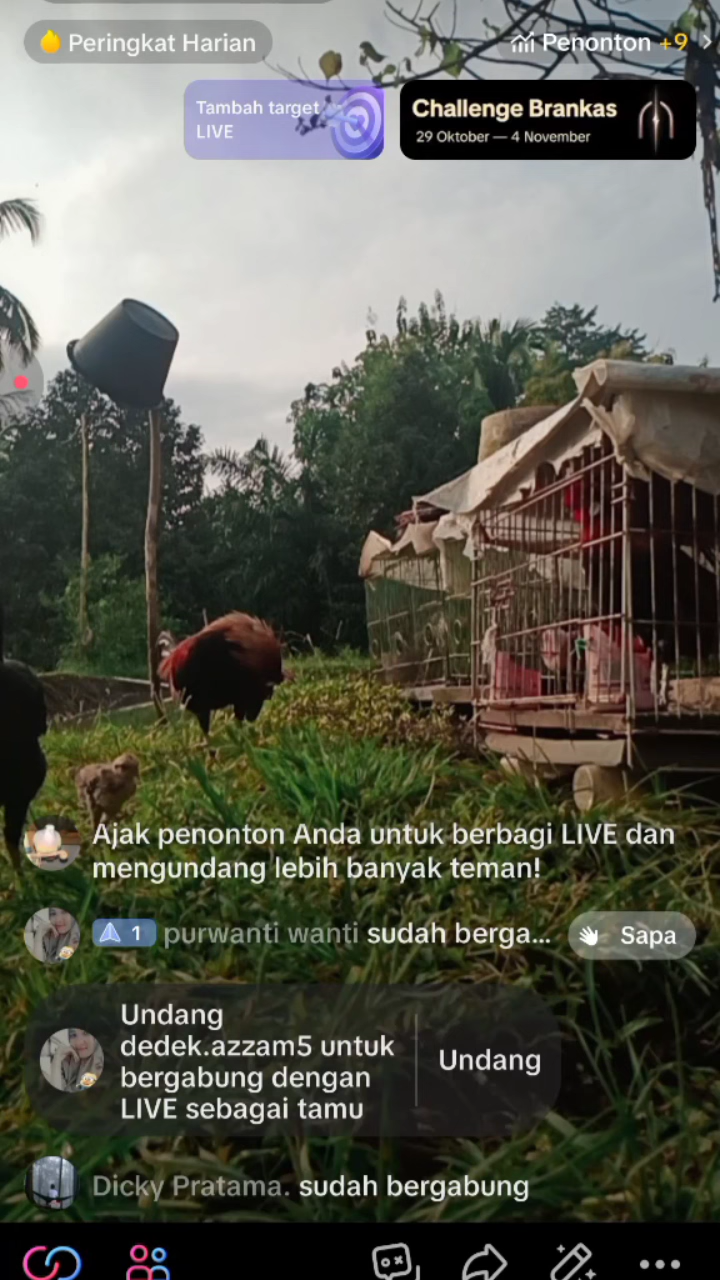 Peringkat Harian
Penonton +9
Tambah target
LIVE
Challenge Brankas
29 Oktober — 4 November
Ajak penonton Anda untuk berbagi LIVE dan
mengundang lebih banyak teman!
1 purwanti wanti sudah berga...
Sapa
Undang
dedek.azzam5 untuk
bergabung dengan
LIVE sebagai tamu
Undang
Dicky Pratama. sudah bergabung